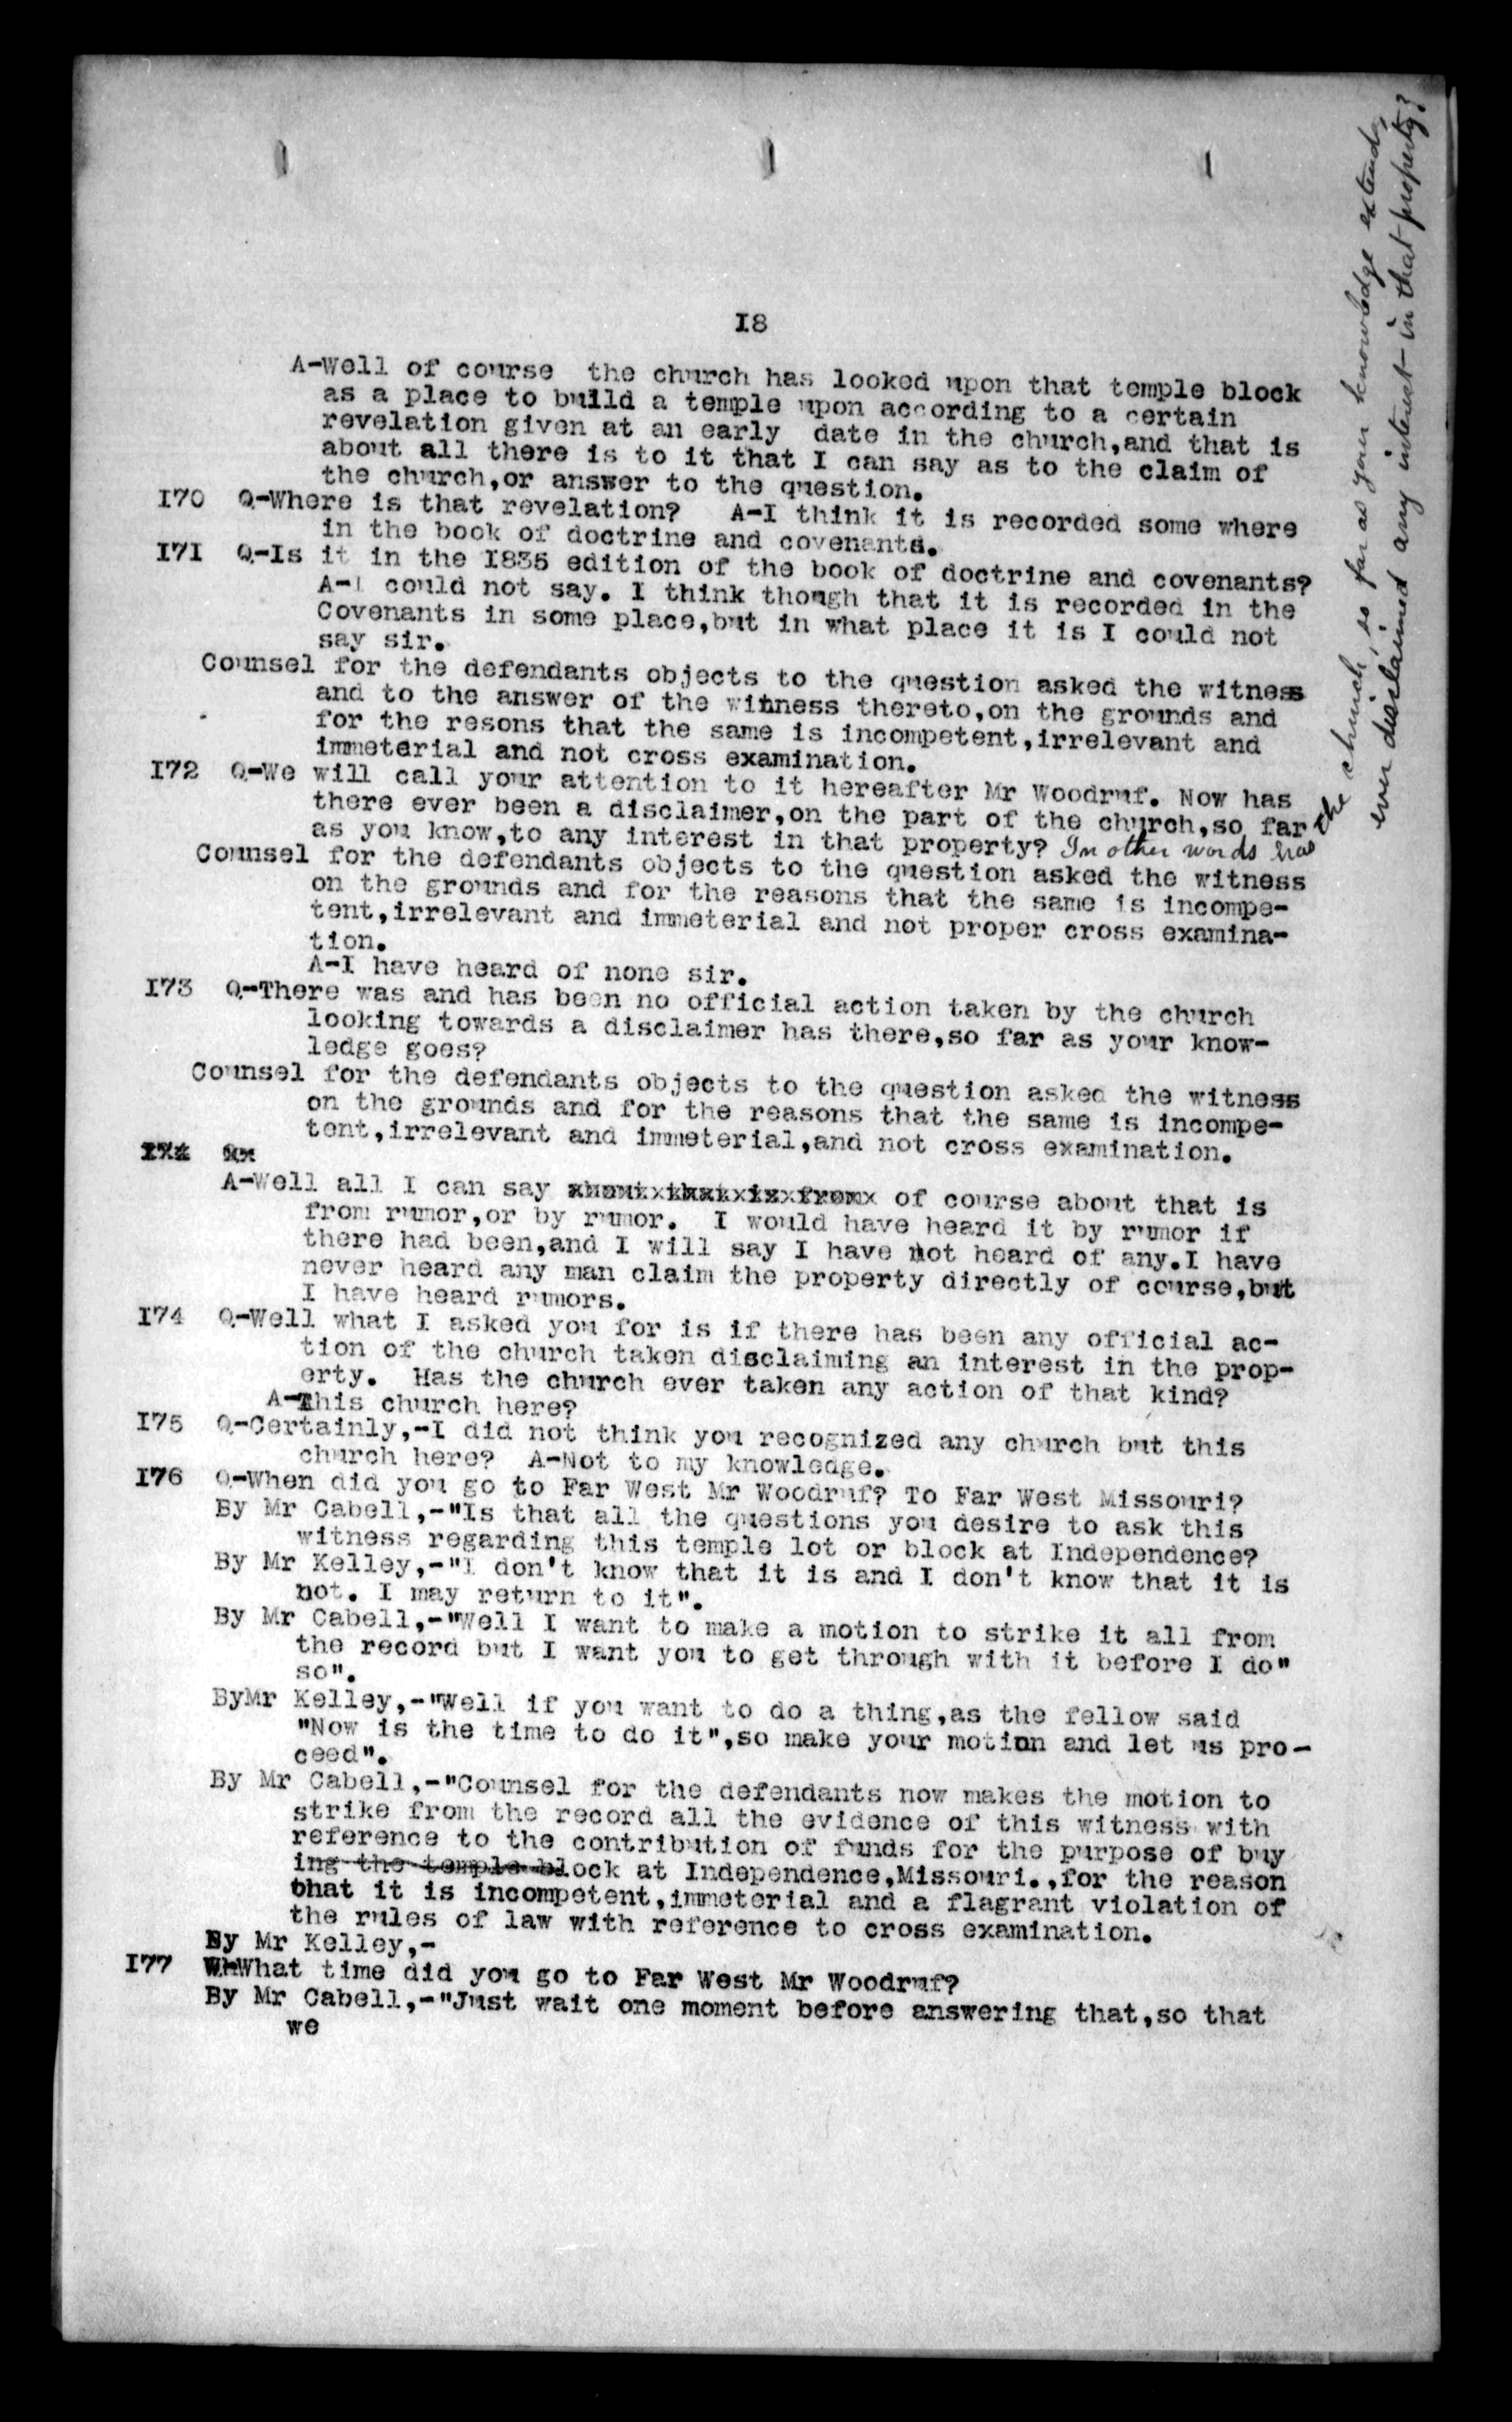 I8
A-Well of course  the church has looked upon that temple block
as a place to build a temple upon according to a certain
revelation given at an early  date in the church,and that is
about all there is to it that I can say as to the claim of
the church,or answer to the question.
I70  Q-Where is that revelation?   A-I think it is recorded some where
in the book of doctrine and covenants.
I7I  Q-Is it in the I835 edition of the book of doctrine and covenants?
A-I could not say. I think though that it is recorded in the
Covenants in some place,but in what place it is I could not
say sir.
Counsel for the defendants objects to the question asked the witness
and to the answer of the witness thereto,on the grounds and
for the resons that the same is incompetent,irrelevant and
immeterial and not cross examination.
I72  Q-We will call your attention to it hereafter Mr Woodruf. Now has
there ever been a disclaimer,on the part of the church,so far
as you know,to any interest in that property? In other words has
the church, so far as your knowledge extends,
ever disclaimed any interest in that property?
Counsel for the defendants objects to the question asked the witness
on the grounds and for the reasons that the same is incompe-
tent,irrelevant and immeterial and not proper cross examina-
tion.
A-I have heard of none sir.
I73  Q-There was and has been no official action taken by the church
looking towards a disclaimer has there,so far as your know-
ledge goes?
Counsel for the defendants objects to the question asked the witness
on the grounds and for the reasons that the same is incompe-
tent,irrelevant and immeterial,and not cross examination.
A-Well all I can say of course about that is
from rumor,or by rumor.  I would have heard it by rumor if
there had been,and I will say I have not heard of any.I have
never heard any man claim the property directly of course,but
I have heard rumors.
I74  Q-Well what I asked you for is if there has been any official ac-
tion of the church taken disclaiming an interest in the prop-
erty.  Has the church ever taken any action of that kind?
A-This church here?
I75  Q-Certainly,-I did not think you recognized any church but this
church here?  A-Not to my knowledge.
I76  Q-When did you go to Far West Mr Woodruf? To Far West Missouri?
By Mr Cabell,-"Is that all the questions you desire to ask this
witness regarding this temple lot or block at Independence?
By Mr Kelley,-"I don't know that it is and I don't know that it is
not. I may return to it".
By Mr Cabell,-"Well I want to make a motion to strike it all from
the record but I want you to get through with it before I do"
so".
ByMr Kelley,-"Well if you want to do a thing,as the fellow said
"Now is the time to do it",so make your motion and let us pro-
ceed".
By Mr Cabell,-"Counsel for the defendants now makes the motion to
strike from the record all the evidence of this witness with
reference to the contribution of funds for the purpose of buy
ing the temple block at Independence,Missouri.,for the reason
that it is incompetent,immeterial and a flagrant violation of
the rules of law with reference to cross examination.
By Mr Kelley,-
I77  What time did you go to Far West Mr Woodruf?
By Mr Cabell,-"Just wait one moment before answering that,so that
we